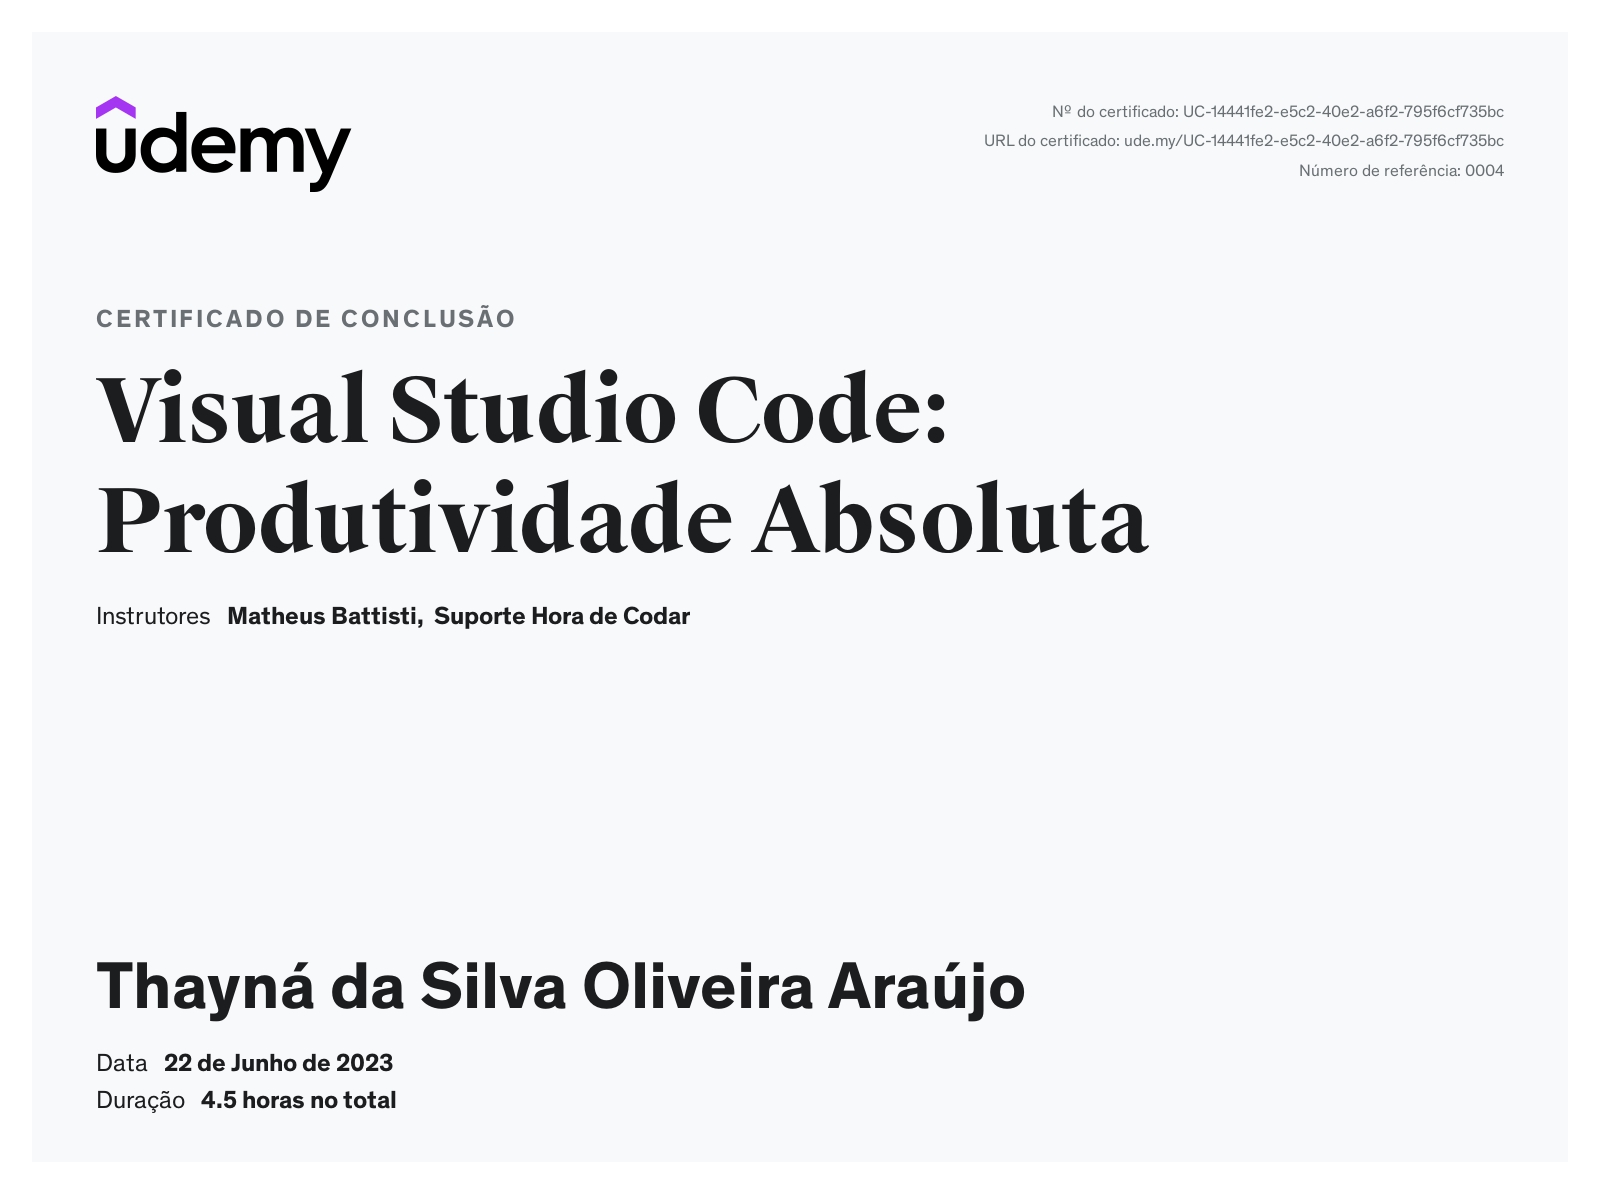 udemy
Nº do certificado: UC-14441fe2-e5c2-40e2-a6f2-795f6cf735bc
URL do certificado: ude.my/UC-14441fe2-e5c2-40e2-a6f2-795f6cf735bc
Número de referência: 0004
CERTIFICADO DE CONCLUSÃO
Visual Studio Code:
Produtividade Absoluta
Instrutores Matheus Battisti, Suporte Hora de Codar
Thayná da Silva Oliveira Araújo
Data 22 de Junho de 2023
Duração 4.5 horas no total